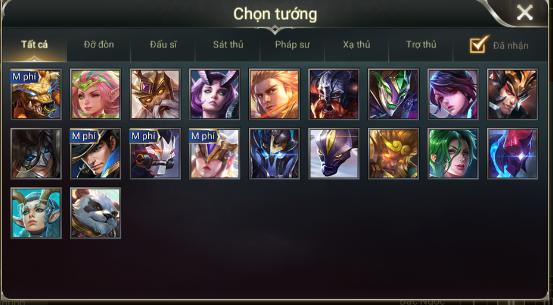 Chọn tướng
Tất cả Đỡ đòn Đấu sĩ Sát thủ Pháp sư Xạ thủ Trợ thủ Đã nhận
M phí
M phí M phí M phí